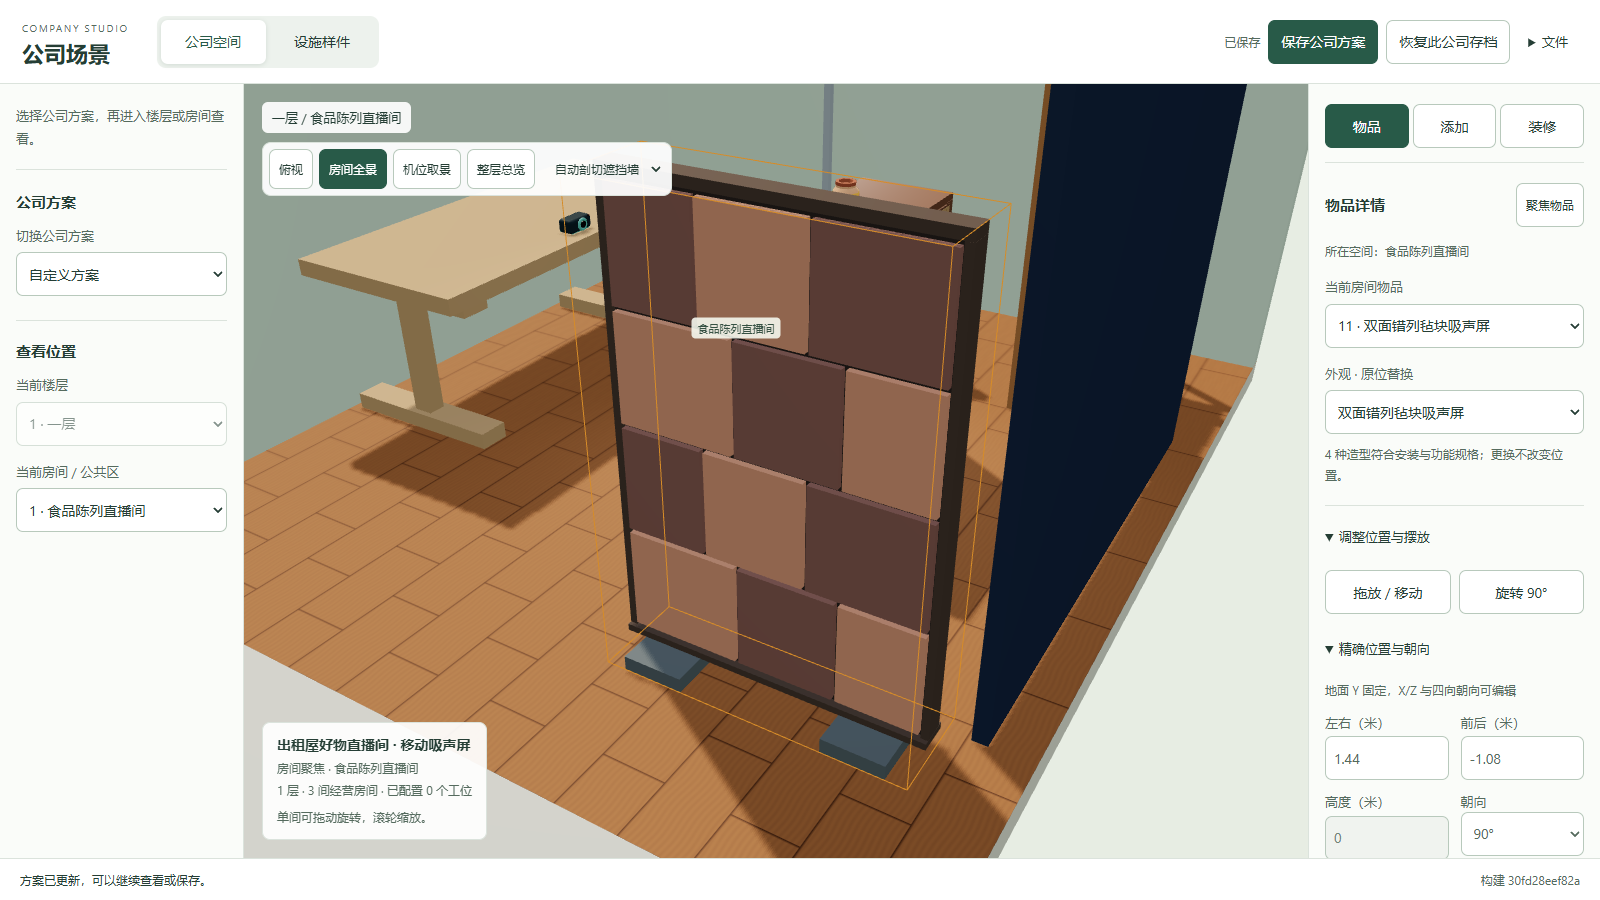 COMPANY STUDIO
公司场景
公司空间
设施样件
已保存
保存公司方案
恢复此公司存档
▶ 文件
选择公司方案，再进入楼层或房间查
看。
公司方案
切换公司方案
自定义方案
查看位置
当前楼层
1 · 一层
当前房间 / 公共区
1 · 食品陈列直播间
一层 / 食品陈列直播间
俯视
房间全景
机位取景
整层总览
自动剖切遮挡墙
食品陈列直播间
出租屋好物直播间 · 移动吸声屏
房间聚焦 · 食品陈列直播间
1 层 · 3 间经营房间 · 已配置 0 个工位
单间可拖动旋转，滚轮缩放。
物品
添加
装修
物品详情
聚焦物品
所在空间：食品陈列直播间
当前房间物品
11 · 双面错列毡块吸声屏
外观 · 原位替换
双面错列毡块吸声屏
4 种造型符合安装与功能规格；更换不改变位
置。
▼ 调整位置与摆放
拖放 / 移动
旋转 90°
▼ 精确位置与朝向
地面 Y 固定，X/Z 与四向朝向可编辑
左右（米）
前后（米）
1.44
-1.08
高度（米）
朝向
0
90°
方案已更新，可以继续查看或保存。
构建 30fd28eef82a